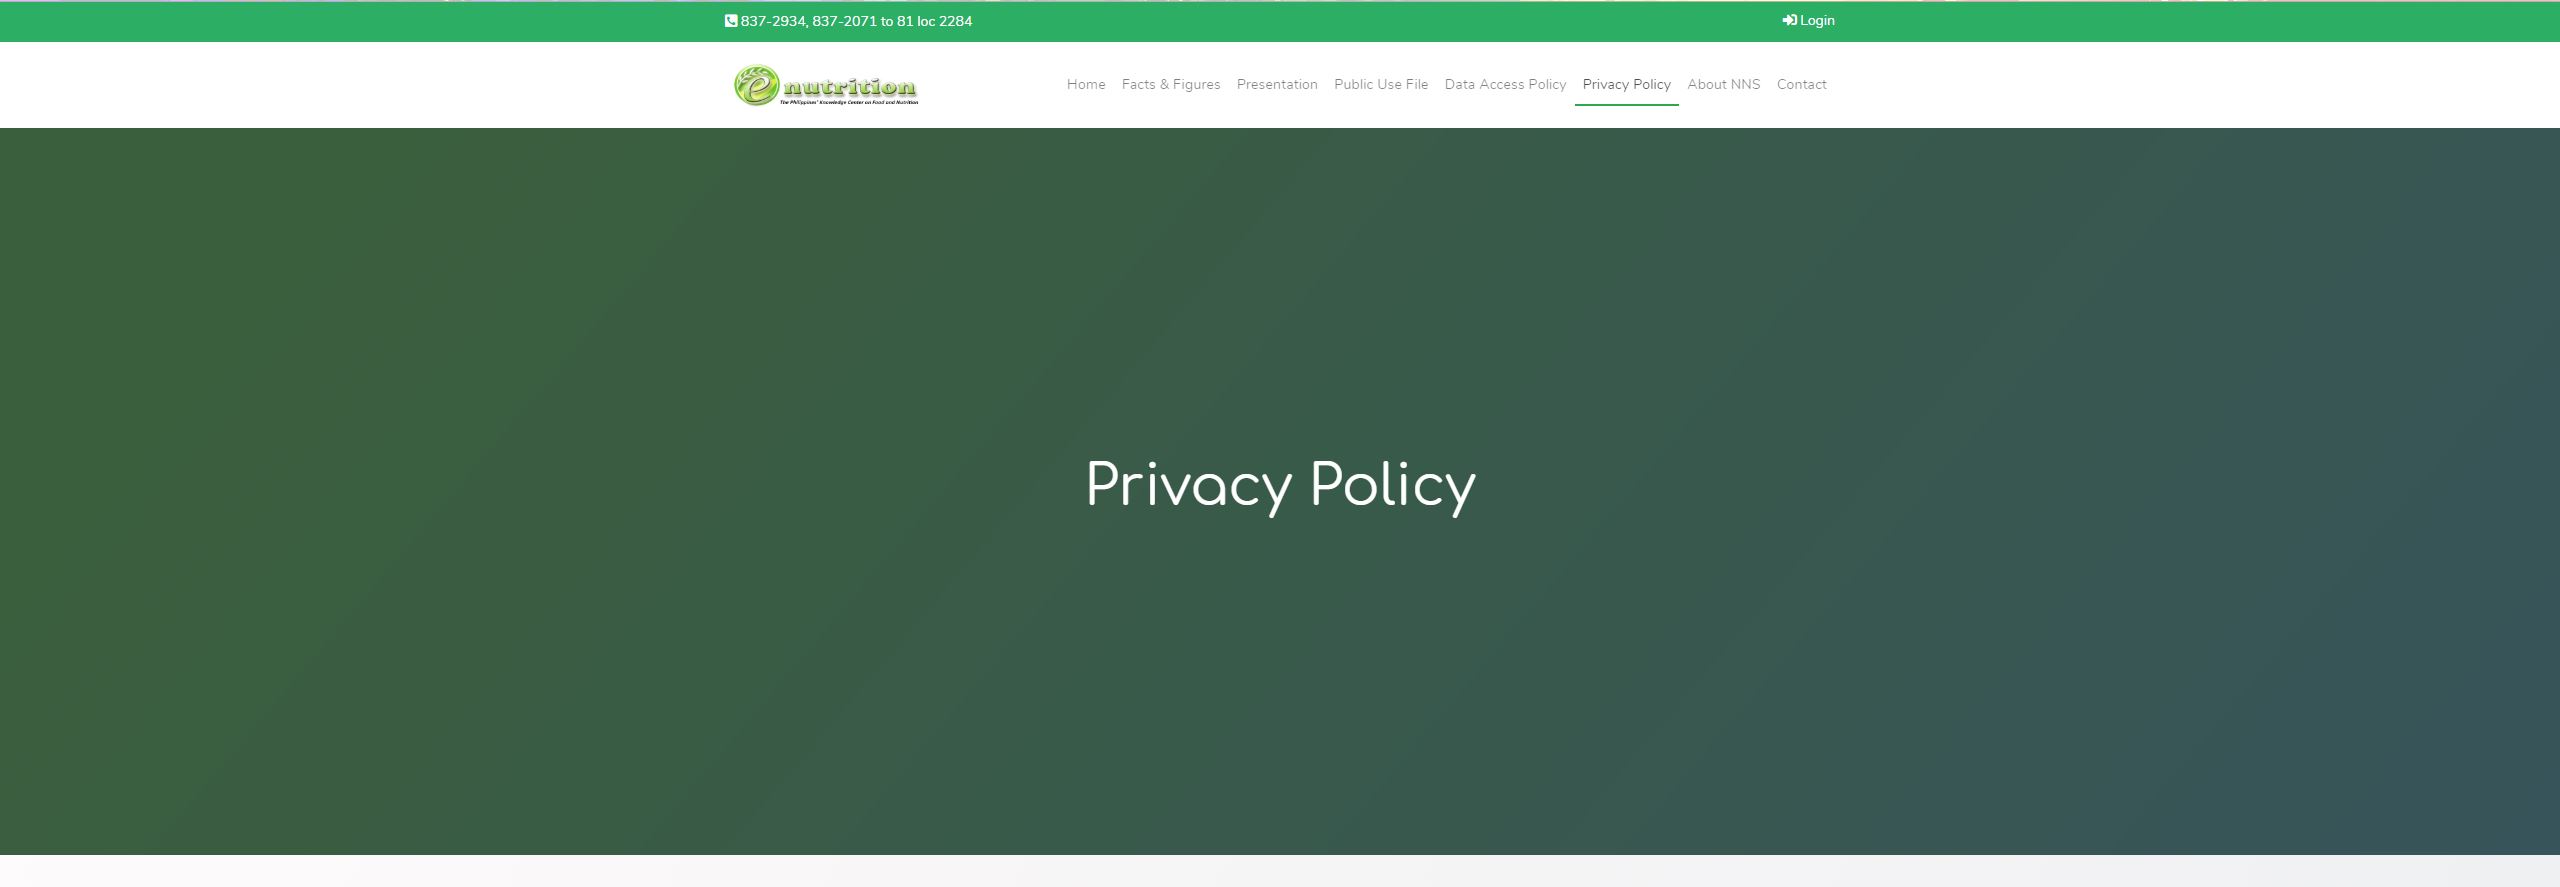 837-2934, 837-2071 to 81 loc 2284
Login
e nutrition
The Philippines' Knowledge Center on Food and Nutrition
Home Facts & Figures Presentation Public Use File Data Access Policy Privacy Policy About NNS Contact
Privacy Policy